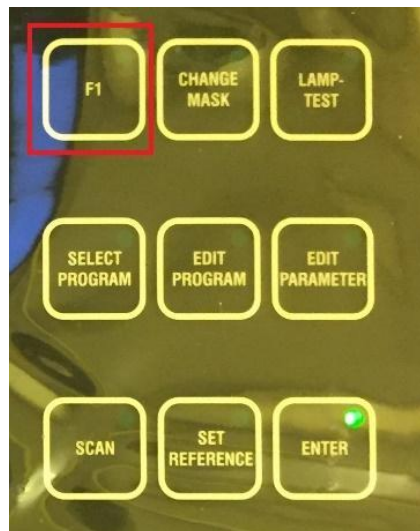 F1
CHANGE
MASK
LAMP-
TEST
SELECT
PROGRAM
EDIT
PROGRAM
EDIT
PARAMETER
SCAN
SET
REFERENCE
ENTER